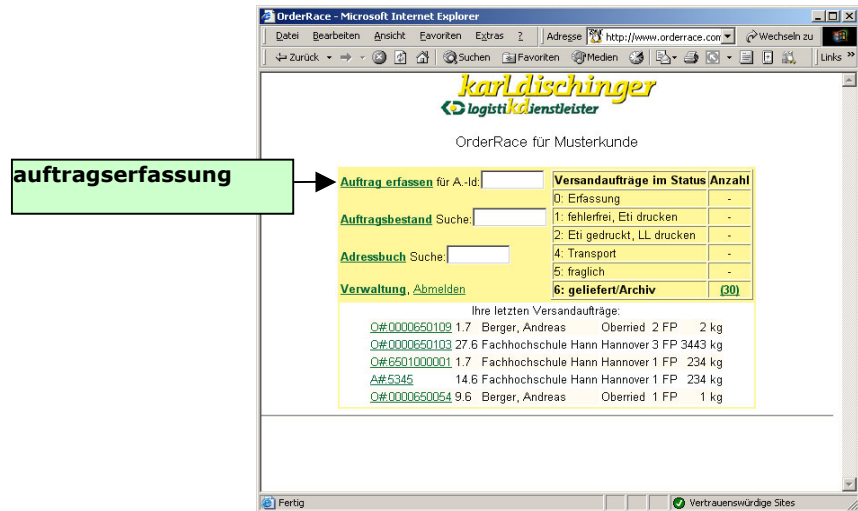 OrderRace - Microsoft Internet Explorer
Datei Bearbeiten Ansicht Favoriten Extras ? Adresse http://www.orderrace.com Wechseln zu
Zurück Suchen Favoriten Medien Links »
karl dischinger
logistikdienstleister
OrderRace für Musterkunde
auftragserfassung
Auftrag erfassen für A.-Id:
Auftragsbestand Suche:
Adressbuch Suche:
Verwaltung, Abmelden
Versandaufträge im Status Anzahl
0: Erfassung -
1: fehlerfrei, Eti drucken -
2: Eti gedruckt, LL drucken -
4: Transport -
5: fraglich -
6: geliefert/Archiv (30)
Ihre letzten Versandaufträge:
O#:0000650109 1.7 Berger, Andreas Oberried 2 FP 2 kg
O#:0000650103 27.6 Fachhochschule Hann Hannover 3 FP 3443 kg
O#:6501000001 1.7 Fachhochschule Hann Hannover 1 FP 234 kg
A#:5345 14.6 Fachhochschule Hann Hannover 1 FP 234 kg
O#:0000650054 9.6 Berger, Andreas Oberried 1 FP 1 kg
Fertig Vertrauenswürdige Sites